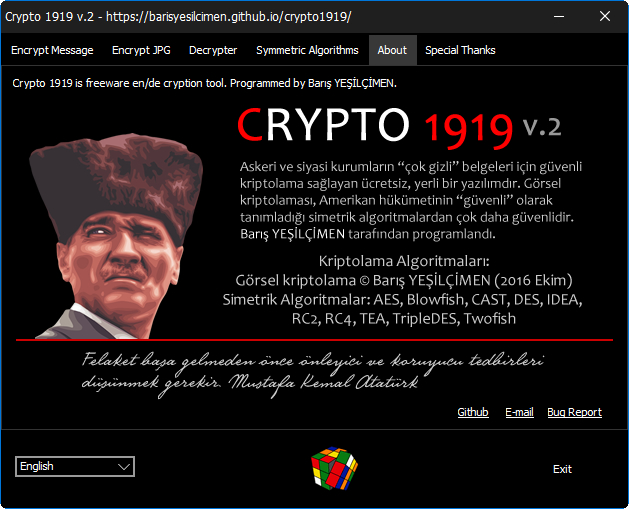 Crypto 1919 v.2 - https://barisyesilcimen.github.io/crypto1919/
Encrypt Message Encrypt JPG Decrypter Symmetric Algorithms About Special Thanks
Crypto 1919 is freeware en/de cryption tool. Programmed by Barış YEŞİLÇİMEN.
CRYPTO 1919 v.2
Askeri ve siyasi kurumların “çok gizli” belgeleri için güvenli
kriptolama sağlayan ücretsiz, yerli bir yazılımdır. Görsel
kriptolaması, Amerikan hükümetinin “güvenli” olarak
tanımladığı simetrik algoritmalardan çok daha güvenlidir.
Barış YEŞİLÇİMEN tarafından programlandı.
Kriptolama Algoritmaları:
Görsel kriptolama © Barış YEŞİLÇİMEN (2016 Ekim)
Simetrik Algoritmalar: AES, Blowfish, CAST, DES, IDEA,
RC2, RC4, TEA, TripleDES, Twofish
Felaket başa gelmeden önce önleyici ve koruyucu tedbirleri
düşünmek gerekir. Mustafa Kemal Atatürk
Github E-mail Bug Report
English Exit